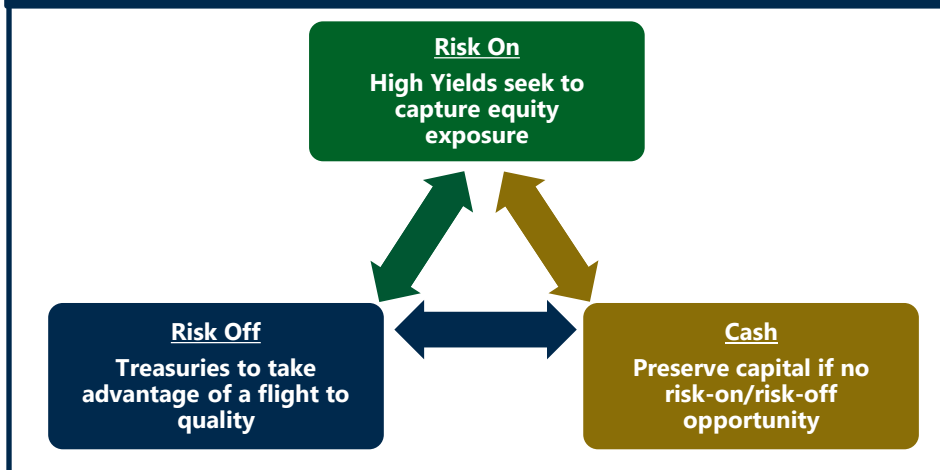 Risk On
High Yields seek to
capture equity
exposure
Risk Off
Treasuries to take
advantage of a flight to
quality
Cash
Preserve capital if no
risk-on/risk-off
opportunity